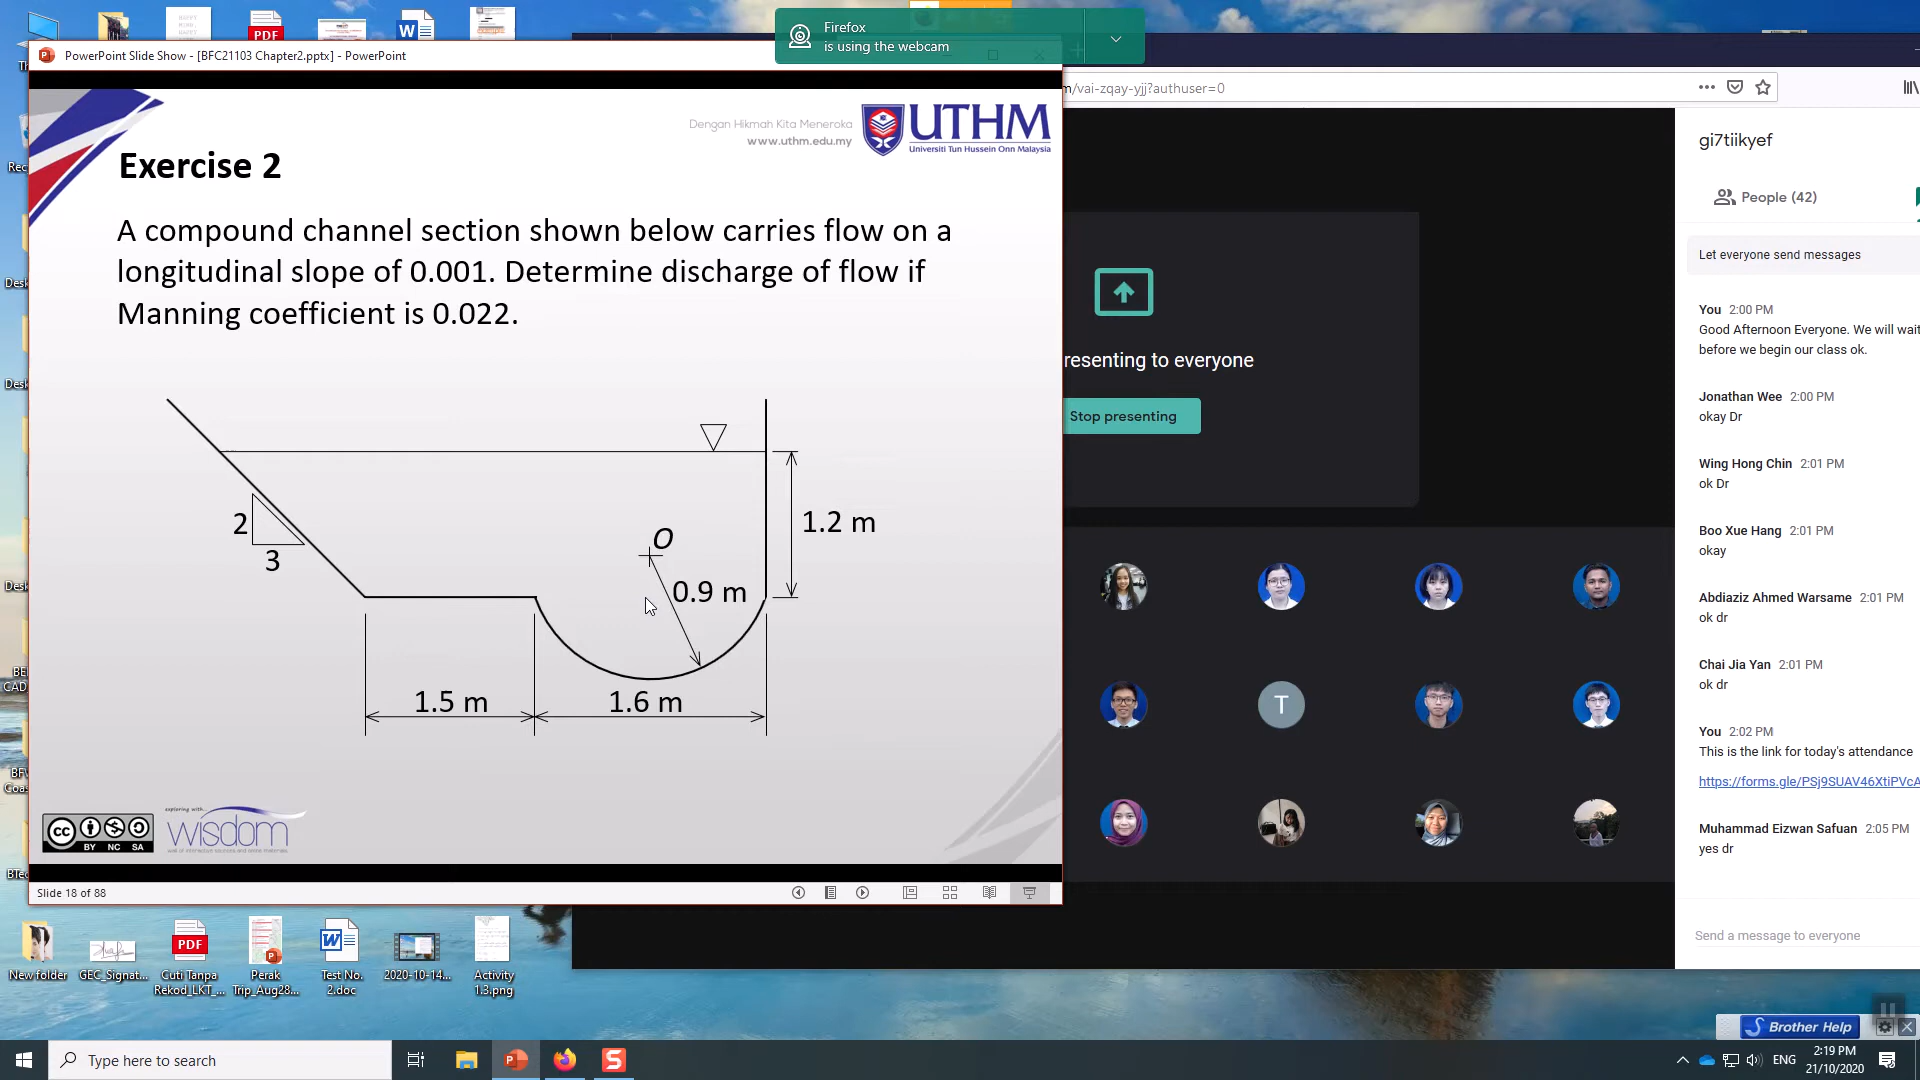 Firefox
is using the webcam
PowerPoint Slide Show - [BFC21103 Chapter2.pptx] - PowerPoint
m/vai-zqay-yjj?authuser=0
Dengan Hikmah Kita Meneroka
www.uthm.edu.my
UTHM
Universiti Tun Hussein Onn Malaysia
Exercise 2
A compound channel section shown below carries flow on a
longitudinal slope of 0.001. Determine discharge of flow if
Manning coefficient is 0.022.
2
3
O
0.9 m
1.2 m
1.5 m
1.6 m
CC BY NC SA
exploring with...
wisdom
Slide 18 of 88
resenting to everyone
Stop presenting
T
gi7tiikyef
People (42)
Let everyone send messages
You 2:00 PM
Good Afternoon Everyone. We will wait
before we begin our class ok.
Jonathan Wee 2:00 PM
okay Dr
Wing Hong Chin 2:01 PM
ok Dr
Boo Xue Hang 2:01 PM
okay
Abdiaziz Ahmed Warsame 2:01 PM
ok dr
Chai Jia Yan 2:01 PM
ok dr
You 2:02 PM
This is the link for today's attendance
https://forms.gle/PSj9SUAV46XtiPVcA
Muhammad Eizwan Safuan 2:05 PM
yes dr
Send a message to everyone
PDF
W
New folder
GEC_Signat...
PDF
Cuti Tanpa
Rekod_LKT_...
Perak
Trip_Aug28...
Test No.
2.doc
2020-10-14...
Activity
1.3.png
Brother Help
Type here to search
ENG
2:19 PM
21/10/2020